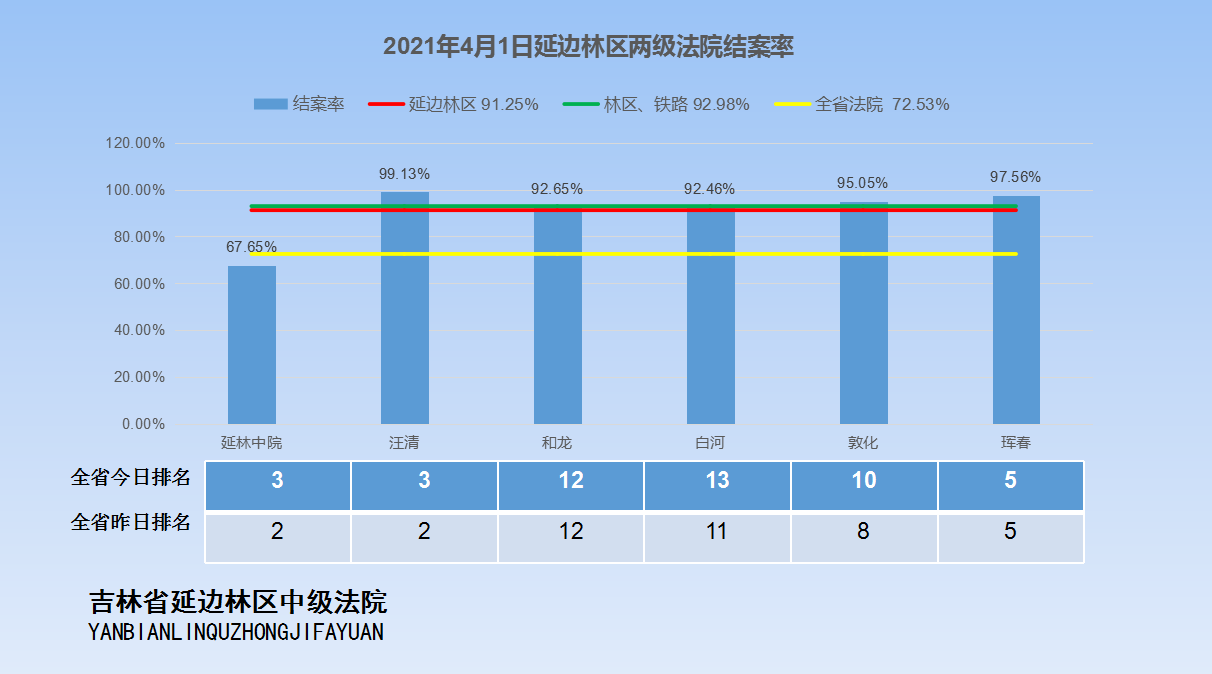 2021年4月1日延边林区两级法院结案率
结案率 延边林区 91.25% 林区、铁路 92.98% 全省法院 72.53%
120.00%
100.00%
80.00%
60.00%
40.00%
20.00%
0.00%
67.65% 99.13% 92.65% 92.46% 95.05% 97.56%
延林中院 汪清 和龙 白河 敦化 珲春
全省今日排名 3 3 12 13 10 5
全省昨日排名 2 2 12 11 8 5
吉林省延边林区中级法院
YANBIANLINQUZHONGJIFAYUAN